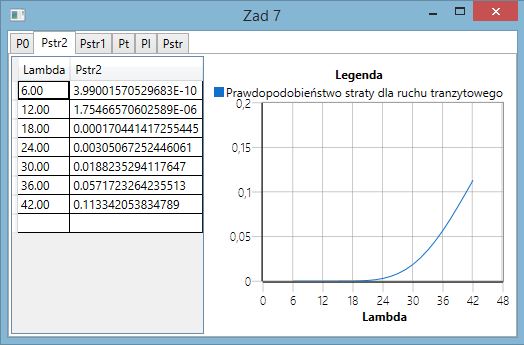 Zad 7
P0 Pstr2 Pstr1 Pt Pl Pstr
Lambda Pstr2
6.00 3.99001570529683E-10
12.00 1.75466570602589E-06
18.00 0.000170441417255445
24.00 0.00305067252446061
30.00 0.0188235294117647
36.00 0.0571723264235513
42.00 0.113342053834789
Legenda
Prawdopodobieństwo straty dla ruchu tranzytowego
0,2
0,15
0,1
0,05
0
0 6 12 18 24 30 36 42 48
Lambda